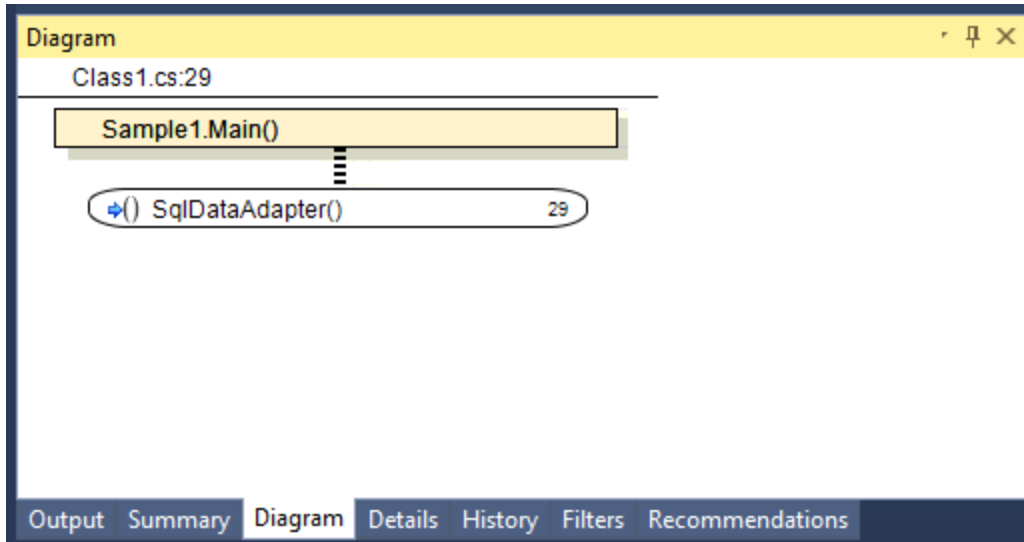 Diagram
Class1.cs:29
Sample1.Main()
() SqlDataAdapter() 29
Output Summary Diagram Details History Filters Recommendations